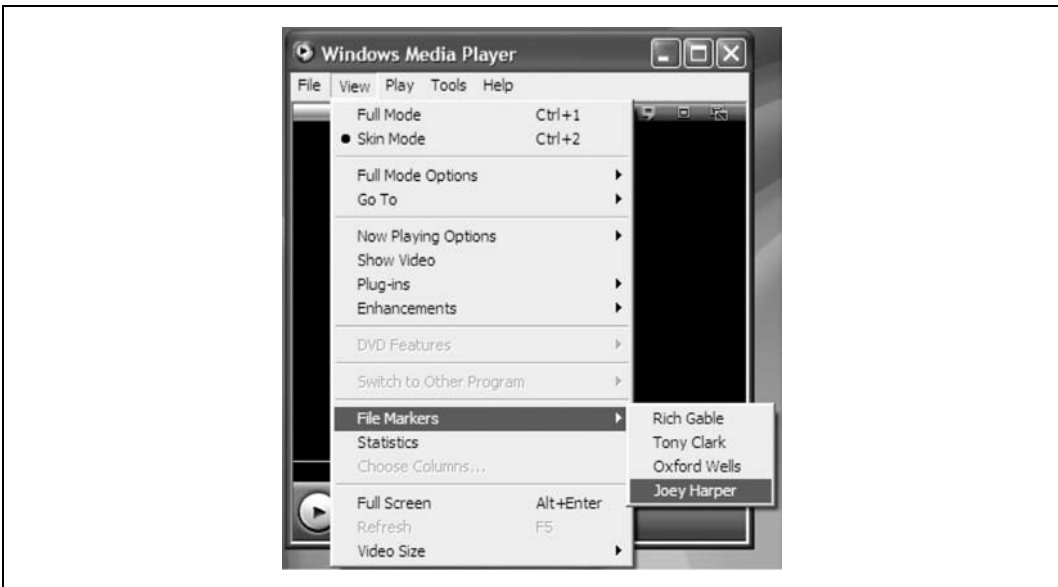 Windows Media Player
File View Play Tools Help
Full Mode Ctrl+1
Skin Mode Ctrl+2
Full Mode Options
Go To
Now Playing Options
Show Video
Plug-ins
Enhancements
DVD Features
Switch to Other Program
File Markers
Rich Gable
Statistics
Tony Clark
Choose Columns...
Oxford Wells
Joey Harper
Full Screen Alt+Enter
Refresh F5
Video Size